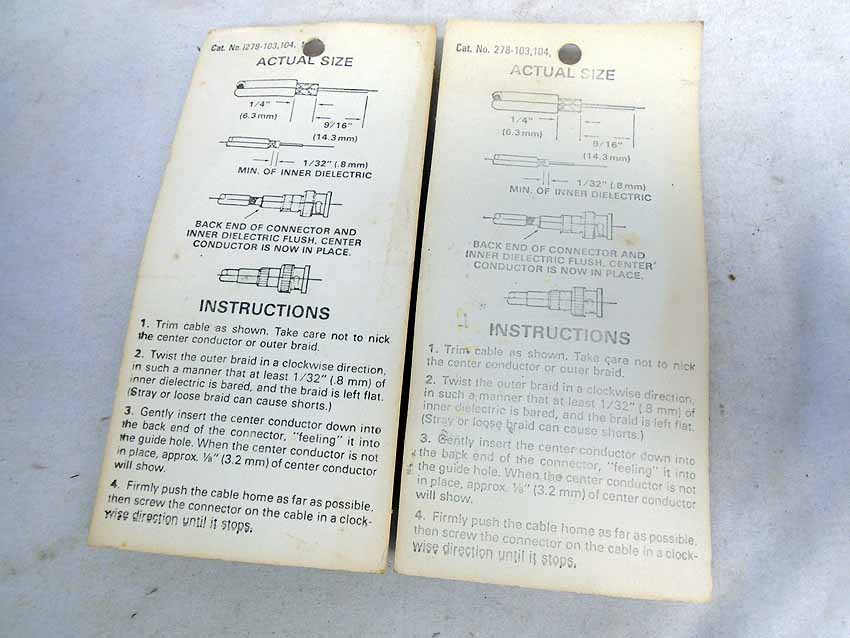 Cat. No. 278-103,104,
ACTUAL SIZE
1/4"
(6.3 mm)
9/16"
(14.3 mm)
1/32" (.8 mm)
MIN. OF INNER DIELECTRIC
BACK END OF CONNECTOR AND
INNER DIELECTRIC FLUSH. CENTER
CONDUCTOR IS NOW IN PLACE.
INSTRUCTIONS
1. Trim cable as shown. Take care not to nick
the center conductor or outer braid.
2. Twist the outer braid in a clockwise direction,
in such a manner that at least 1/32" (.8 mm) of
inner dielectric is bared, and the braid is left flat.
(Stray or loose braid can cause shorts.)
3. Gently insert the center conductor down into
the back end of the connector, "feeling" it into
the guide hole. When the center conductor is not
in place, approx. ⅛" (3.2 mm) of center conductor
will show.
4. Firmly push the cable home as far as possible,
then screw the connector on the cable in a clock-
wise direction until it stops.
Cat. No. 278-103,104,
ACTUAL SIZE
1/4"
(6.3 mm)
9/16"
(14.3 mm)
1/32" (.8 mm)
MIN. OF INNER DIELECTRIC
BACK END OF CONNECTOR AND
INNER DIELECTRIC FLUSH. CENTER
CONDUCTOR IS NOW IN PLACE.
INSTRUCTIONS
1. Trim cable as shown. Take care not to nick
the center conductor or outer braid.
2. Twist the outer braid in a clockwise direction,
in such a manner that at least 1/32" (.8 mm) of
inner dielectric is bared, and the braid is left flat.
(Stray or loose braid can cause shorts.)
3. Gently insert the center conductor down into
the back end of the connector, "feeling" it into
the guide hole. When the center conductor is not
in place, approx. ⅛" (3.2 mm) of center conductor
will show.
4. Firmly push the cable home as far as possible,
then screw the connector on the cable in a clock-
wise direction until it stops.